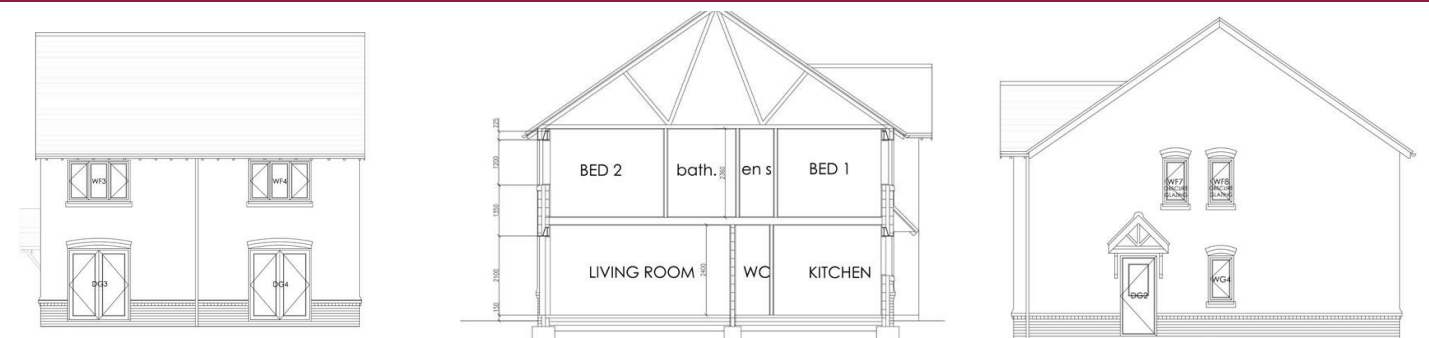 WF3
WF4
DG3
DG4
225
1200
1350
2100
150
BED 2
bath.
2360
en s
BED 1
LIVING ROOM
2400
WC
KITCHEN
WF7
OBSCURE
GLAZING
WF8
OBSCURE
GLAZING
DG2
WG4